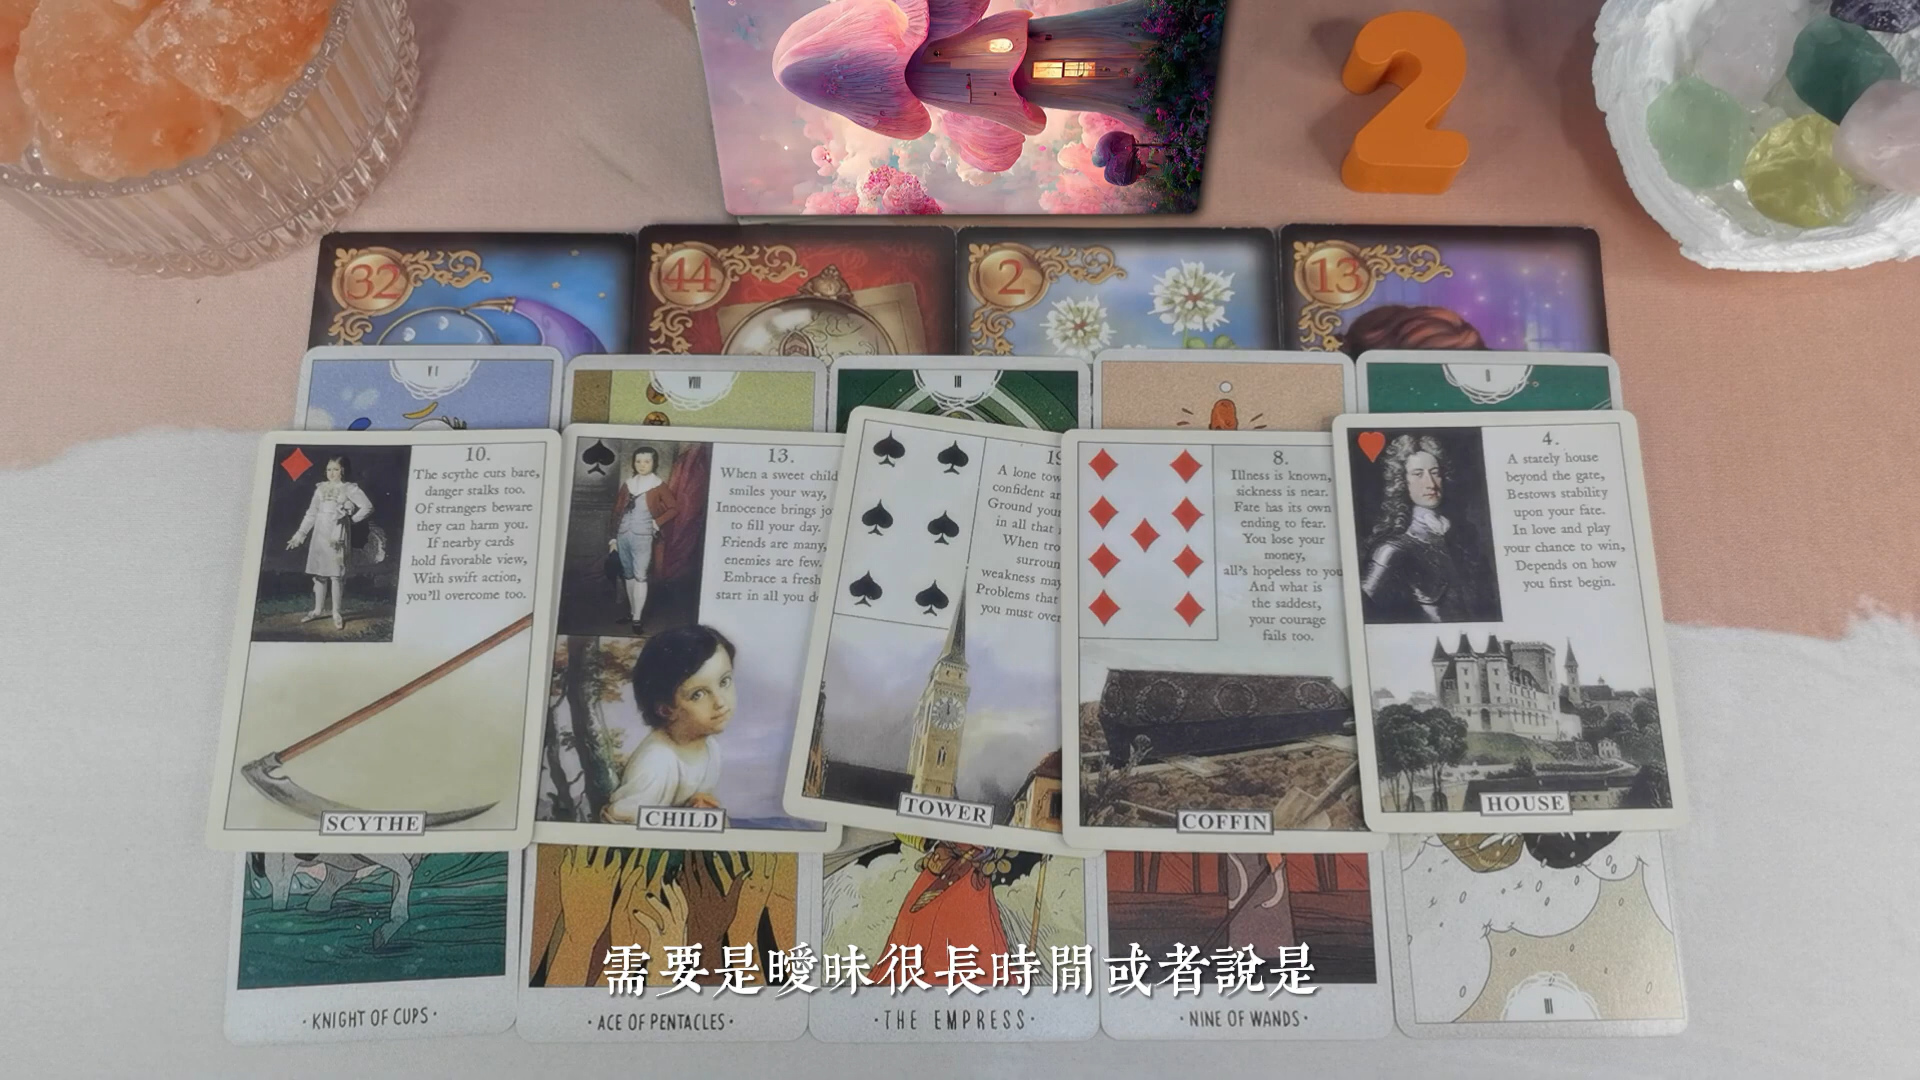 2
32
44
2
13
VI
VIII
III
II
10.
The scythe cuts bare,
danger stalks too.
Of strangers beware
they can harm you.
If nearby cards
hold favorable view,
With swift action,
you'll overcome too.
SCYTHE
13.
When a sweet child
smiles your way,
Innocence brings jo
to fill your day.
Friends are many,
enemies are few.
Embrace a fresh
start in all you d
CHILD
19
A lone tow
confident an
Ground your
in all that
When tro
surroun
weakness may
Problems that
you must over
TOWER
8.
Illness is known,
sickness is near.
Fate has its own
ending to fear.
You lose your
money,
all's hopeless to you
And what is
the saddest,
your courage
fails too.
COFFIN
4.
A stately house
beyond the gate,
Bestows stability
upon your fate.
In love and play
your chance to win,
Depends on how
you first begin.
HOUSE
需要是曖昧很長時間或者說是
·KNIGHT OF CUPS·
·ACE OF PENTACLES·
·THE EMPRESS·
·NINE OF WANDS·
III